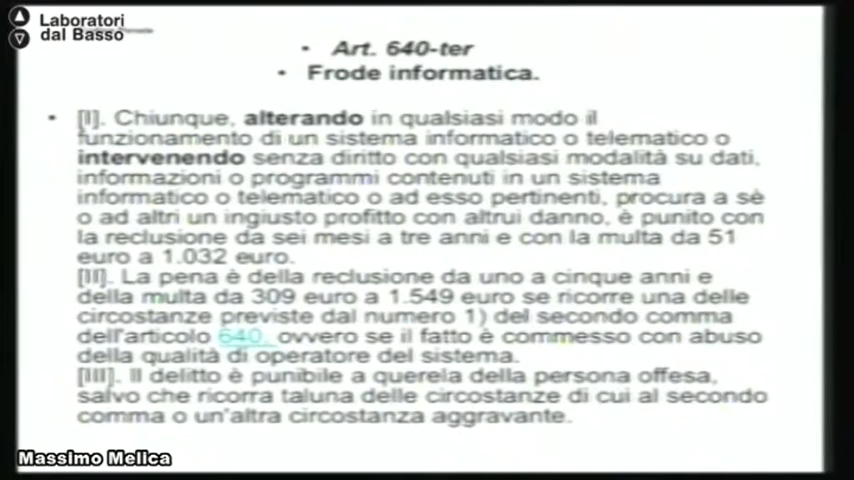 Laboratori
dal Basso
• Art. 640-ter
• Frode informatica.
• [I]. Chiunque, alterando in qualsiasi modo il
funzionamento di un sistema informatico o telematico o
intervenendo senza diritto con qualsiasi modalità su dati,
informazioni o programmi contenuti in un sistema
informatico o telematico o ad esso pertinenti, procura a sè
o ad altri un ingiusto profitto con altrui danno, è punito con
la reclusione da sei mesi a tre anni e con la multa da 51
euro a 1.032 euro.
[II]. La pena è della reclusione da uno a cinque anni e
della multa da 309 euro a 1.549 euro se ricorre una delle
circostanze previste dal numero 1) del secondo comma
dell'articolo 640, ovvero se il fatto è commesso con abuso
della qualità di operatore del sistema.
[III]. Il delitto è punibile a querela della persona offesa,
salvo che ricorra taluna delle circostanze di cui al secondo
comma o un'altra circostanza aggravante.
Massimo Melica